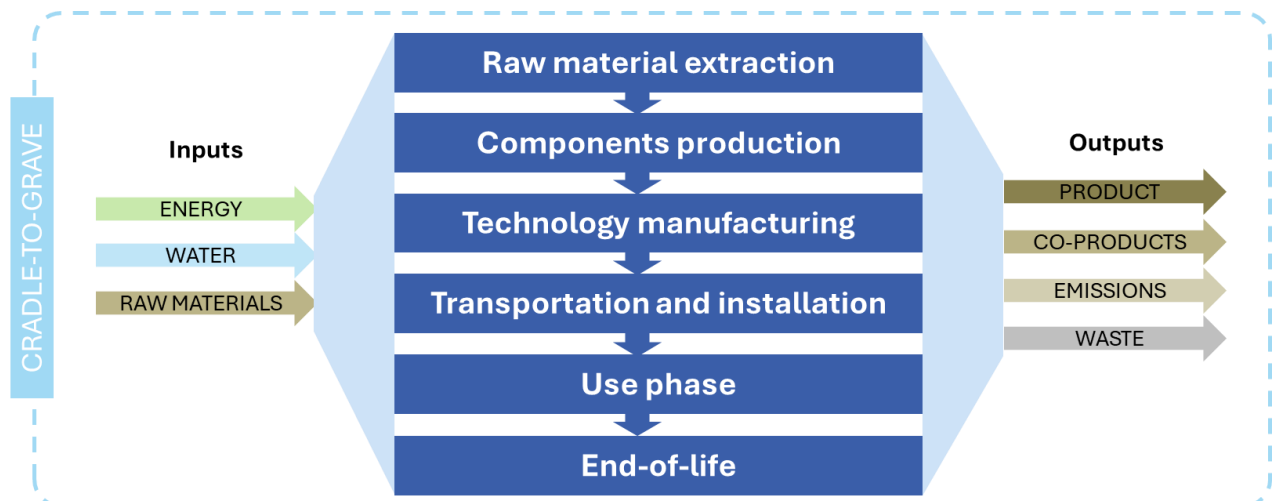 CRADLE-TO-GRAVE
Inputs
ENERGY
WATER
RAW MATERIALS
Raw material extraction
Components production
Technology manufacturing
Transportation and installation
Use phase
End-of-life
Outputs
PRODUCT
CO-PRODUCTS
EMISSIONS
WASTE